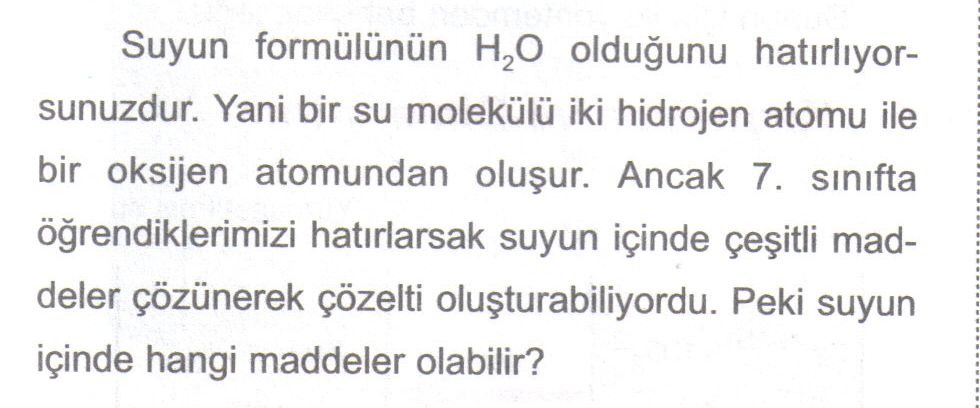 Suyun formülünün H₂O olduğunu hatırlıyor-
sunuzdur. Yani bir su molekülü iki hidrojen atomu ile
bir oksijen atomundan oluşur. Ancak 7. sınıfta
öğrendiklerimizi hatırlarsak suyun içinde çeşitli mad-
deler çözünerek çözelti oluşturabiliyordu. Peki suyun
içinde hangi maddeler olabilir?